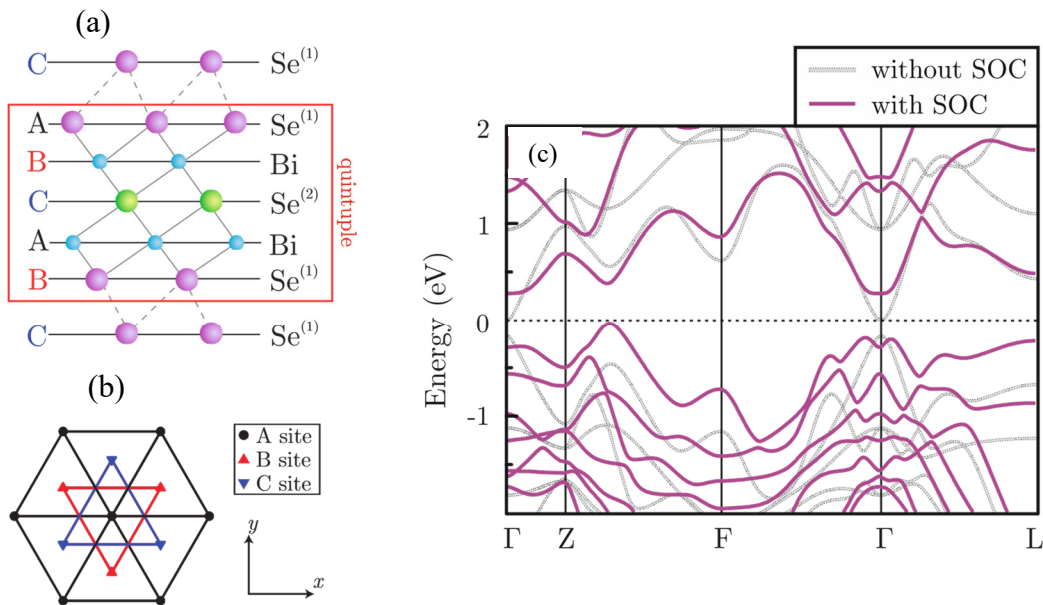 (a)
C Se(1)
A Se(1)
B Bi
C Se(2)
A Bi
B Se(1)
C Se(1)
quintuple
(b)
A site
B site
C site
y
x
without SOC
with SOC
(c)
Energy (eV)
2
1
0
-1
Γ Z F Γ L